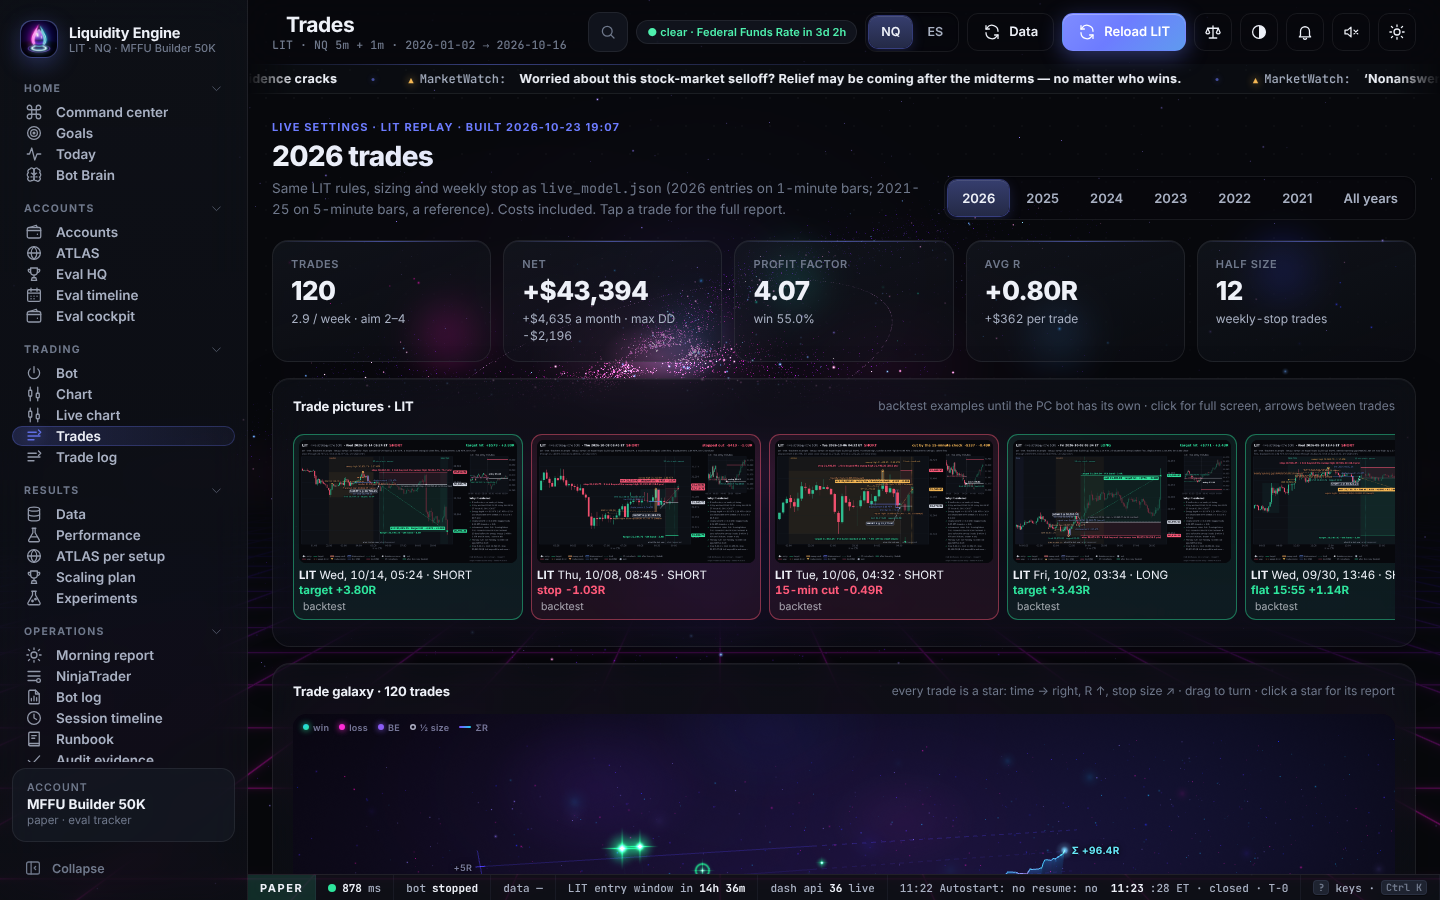 Liquidity Engine
LIT · NQ · MFFU Builder 50K
HOME
Command center
Goals
Today
Bot Brain
ACCOUNTS
Accounts
ATLAS
Eval HQ
Eval timeline
Eval cockpit
TRADING
Bot
Chart
Live chart
Trades
Trade log
RESULTS
Data
Performance
ATLAS per setup
Scaling plan
Experiments
OPERATIONS
Morning report
NinjaTrader
Bot log
Session timeline
Runbook
Audit evidence
ACCOUNT
MFFU Builder 50K
paper · eval tracker
Collapse
Trades
LIT · NQ 5m + 1m · 2026-01-02 → 2026-10-16
clear · Federal Funds Rate in 3d 2h
NQ ES
Data
Reload LIT
dence cracks • ▲ MarketWatch: Worried about this stock-market selloff? Relief may be coming after the midterms — no matter who wins. • ▲ MarketWatch: ‘Nonanswe
LIVE SETTINGS · LIT REPLAY · BUILT 2026-10-23 19:07
2026 trades
Same LIT rules, sizing and weekly stop as live_model.json (2026 entries on 1-minute bars; 2021-
25 on 5-minute bars, a reference). Costs included. Tap a trade for the full report.
2026 2025 2024 2023 2022 2021 All years
TRADES
120
2.9 / week · aim 2–4
NET
+$43,394
+$4,635 a month · max DD
-$2,196
PROFIT FACTOR
4.07
win 55.0%
AVG R
+0.80R
+$362 per trade
HALF SIZE
12
weekly-stop trades
Trade pictures · LIT
backtest examples until the PC bot has its own · click for full screen, arrows between trades
LIT Wed, 10/14, 05:24 · SHORT
target +3.80R
backtest
LIT Thu, 10/08, 08:45 · SHORT
stop -1.03R
backtest
LIT Tue, 10/06, 04:32 · SHORT
15-min cut -0.49R
backtest
LIT Fri, 10/02, 03:34 · LONG
target +3.43R
backtest
LIT Wed, 09/30, 13:46 · SH
flat 15:55 +1.14R
backtest
Trade galaxy · 120 trades
every trade is a star: time → right, R ↑, stop size ↗ · drag to turn · click a star for its report
win loss BE ½ size ΣR
+5R
Σ +96.4R
PAPER
878 ms
bot stopped
data —
LIT entry window in 14h 36m
dash api 36 live
11:22 Autostart: no resume: no
11:23 :28 ET · closed · T-0
? keys · Ctrl K